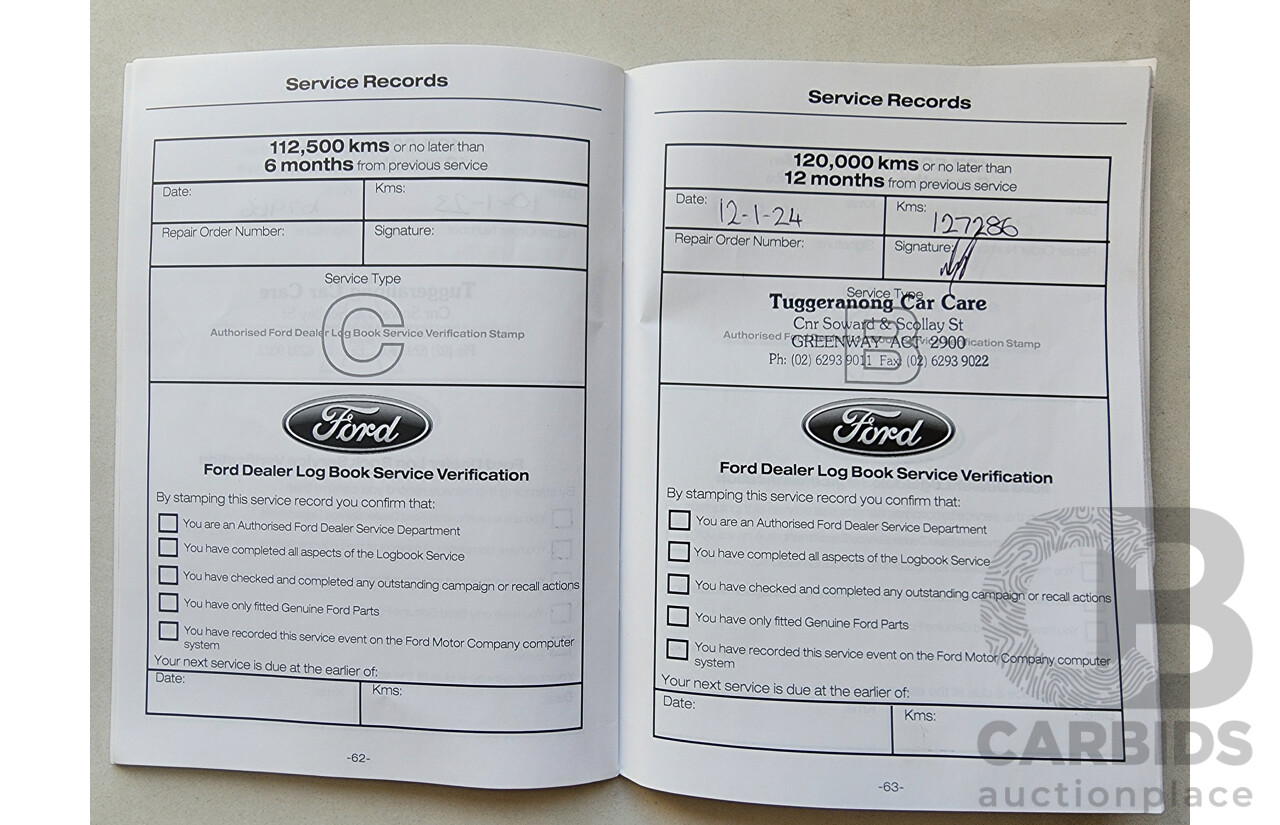 Service Records
112,500 kms or no later than
6 months from previous service
Date:
Kms:
Repair Order Number:
Signature:
Service Type
C
Authorised Ford Dealer Log Book Service Verification Stamp
Ford
Ford Dealer Log Book Service Verification
By stamping this service record you confirm that:
You are an Authorised Ford Dealer Service Department
You have completed all aspects of the Logbook Service
You have checked and completed any outstanding campaign or recall actions
You have only fitted Genuine Ford Parts
You have recorded this service event on the Ford Motor Company computer
system
Your next service is due at the earlier of:
Date:
Kms:
-62-
Service Records
120,000 kms or no later than
12 months from previous service
Date: 12-1-24
Kms: 127286
Repair Order Number:
Signature:
Service Type
Tuggeranong Car Care
Cnr Soward & Scollay St
Authorised Ford Dealer Log Book Service Verification Stamp
GREENWAY ACT 2900
B
Ph: (02) 6293 9011 Fax: (02) 6293 9022
Ford
Ford Dealer Log Book Service Verification
By stamping this service record you confirm that:
You are an Authorised Ford Dealer Service Department
You have completed all aspects of the Logbook Service
You have checked and completed any outstanding campaign or recall actions
You have only fitted Genuine Ford Parts
You have recorded this service event on the Ford Motor Company computer
system
Your next service is due at the earlier of:
Date:
Kms:
-63-
CB
CARBIDS
auctionplace